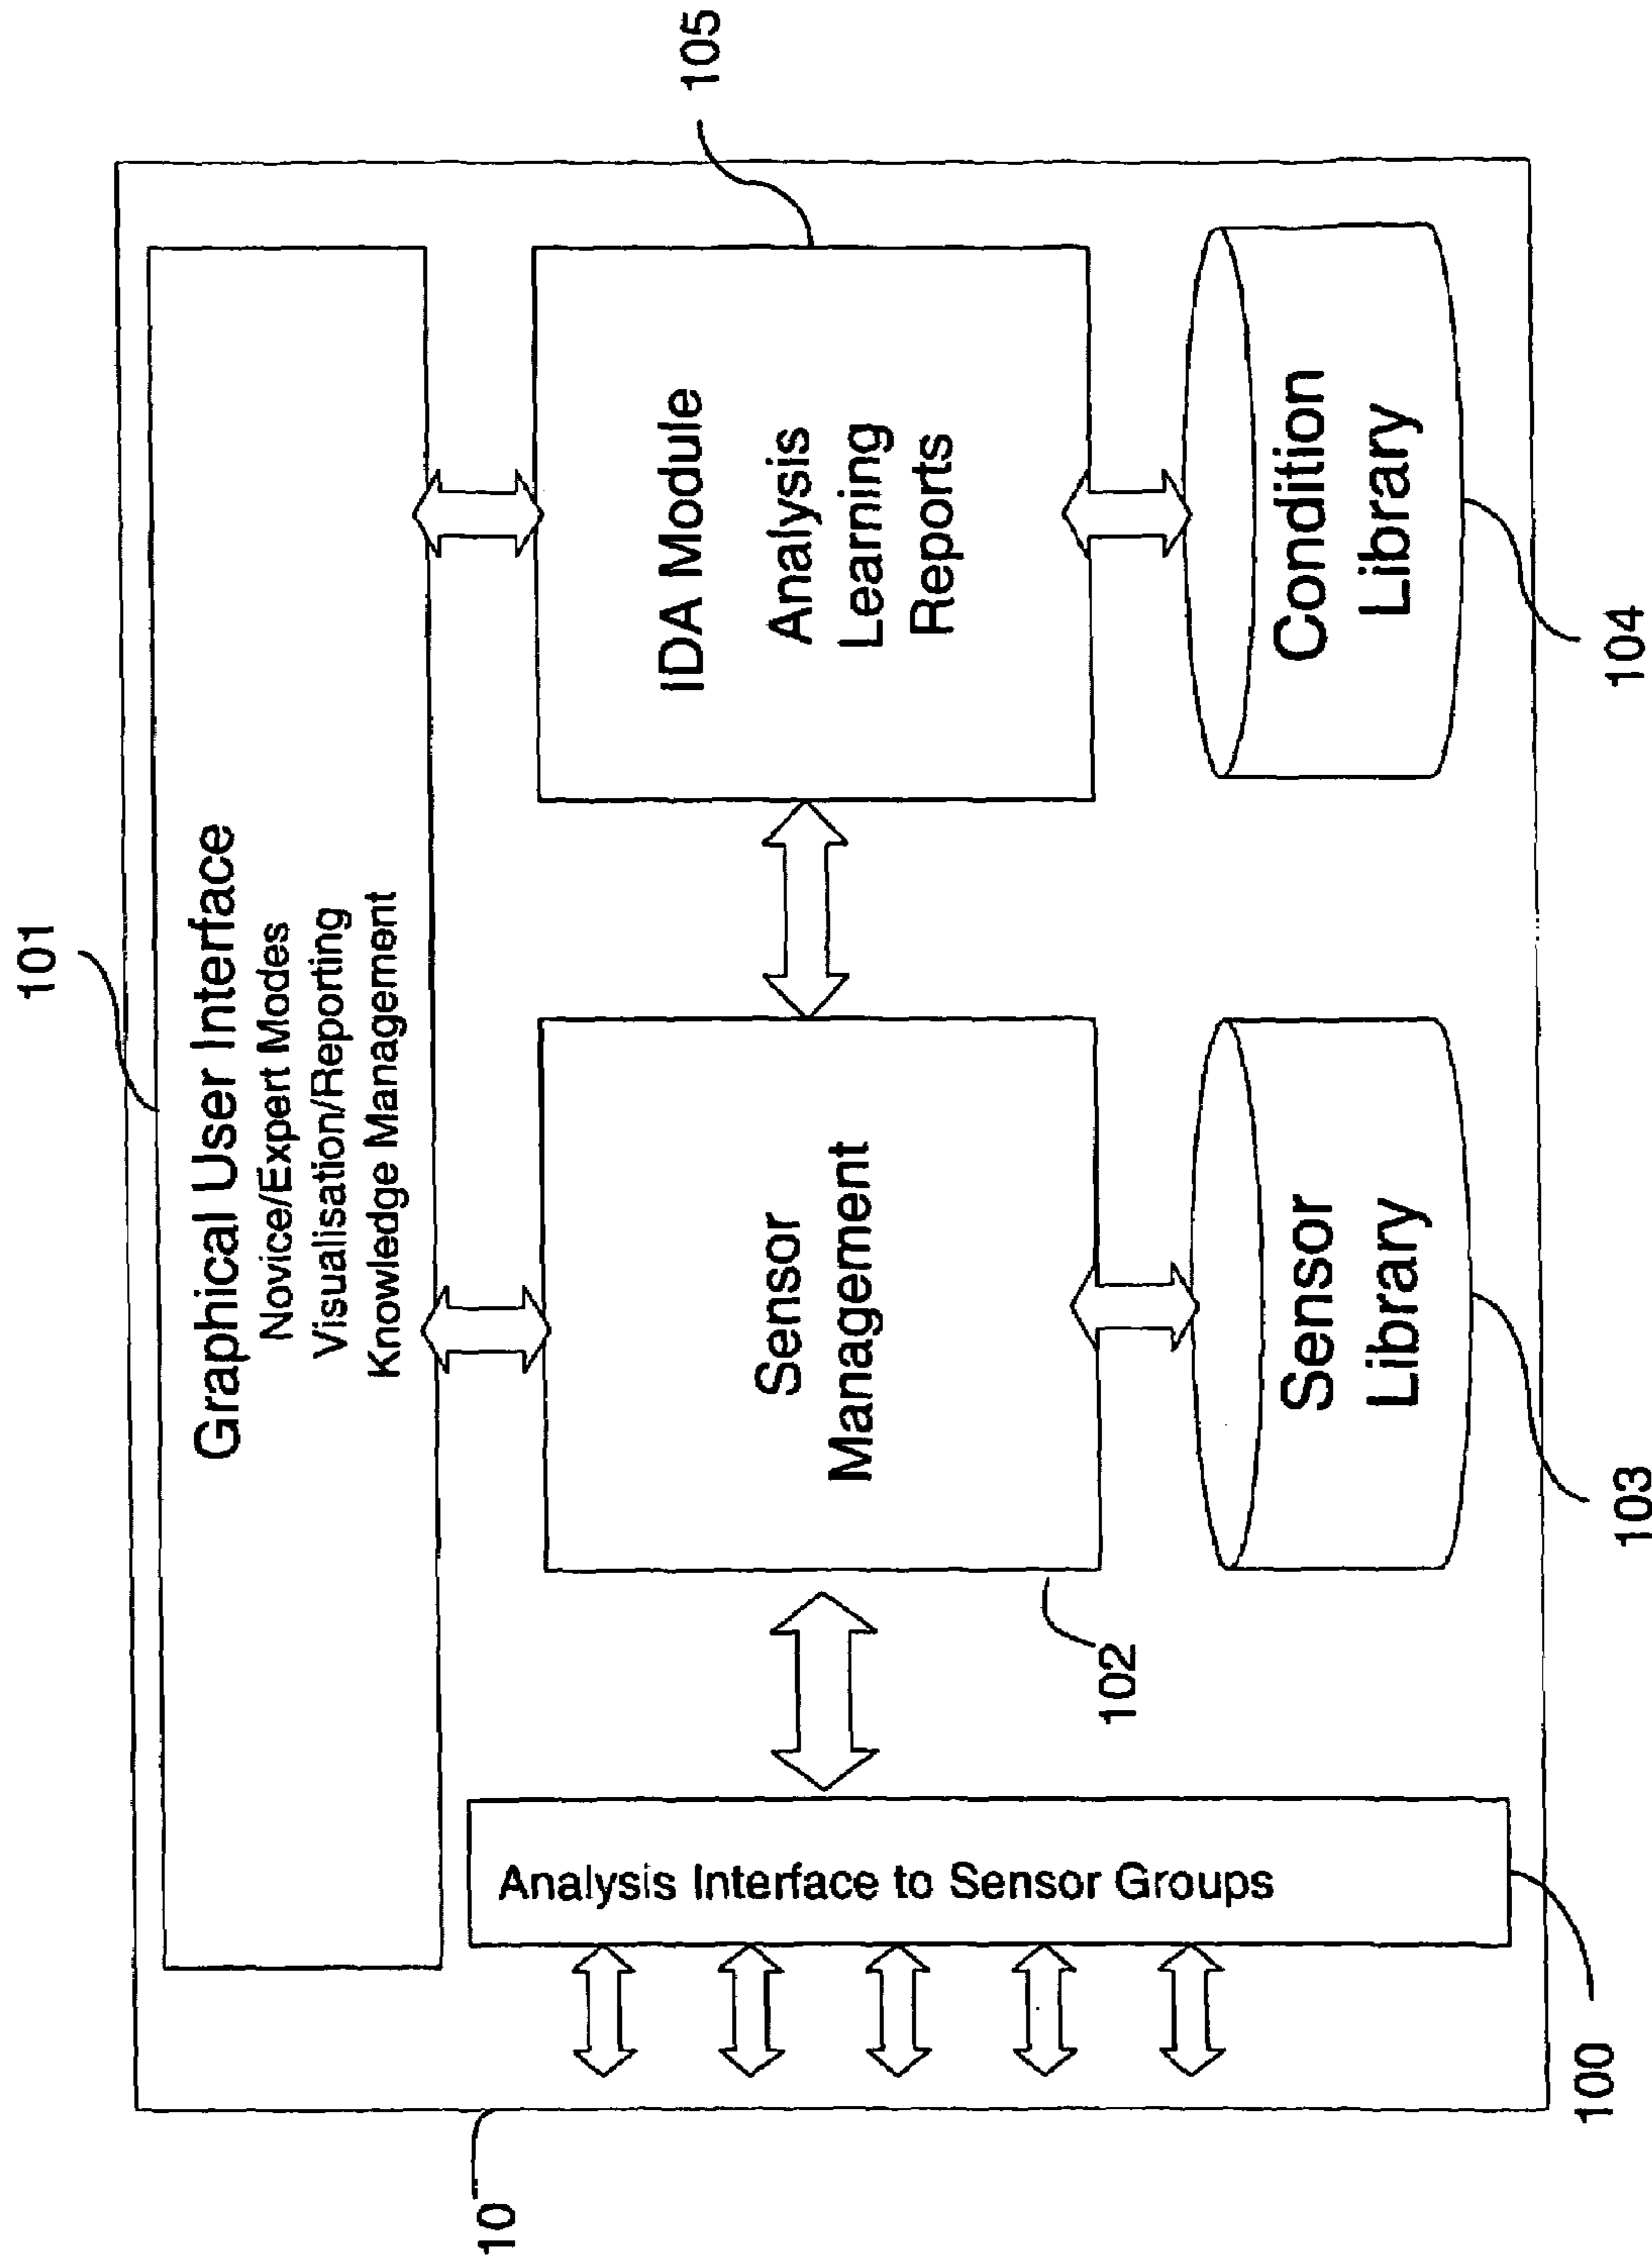 101
Graphical User Interface
Novice/Expert Modes
Visualisation/Reporting
Knowledge Management
10
Analysis Interface to Sensor Groups
100
Sensor
Management
102
IDA Module
Analysis
Learning
Reports
105
Sensor
Library
103
Condition
Library
104